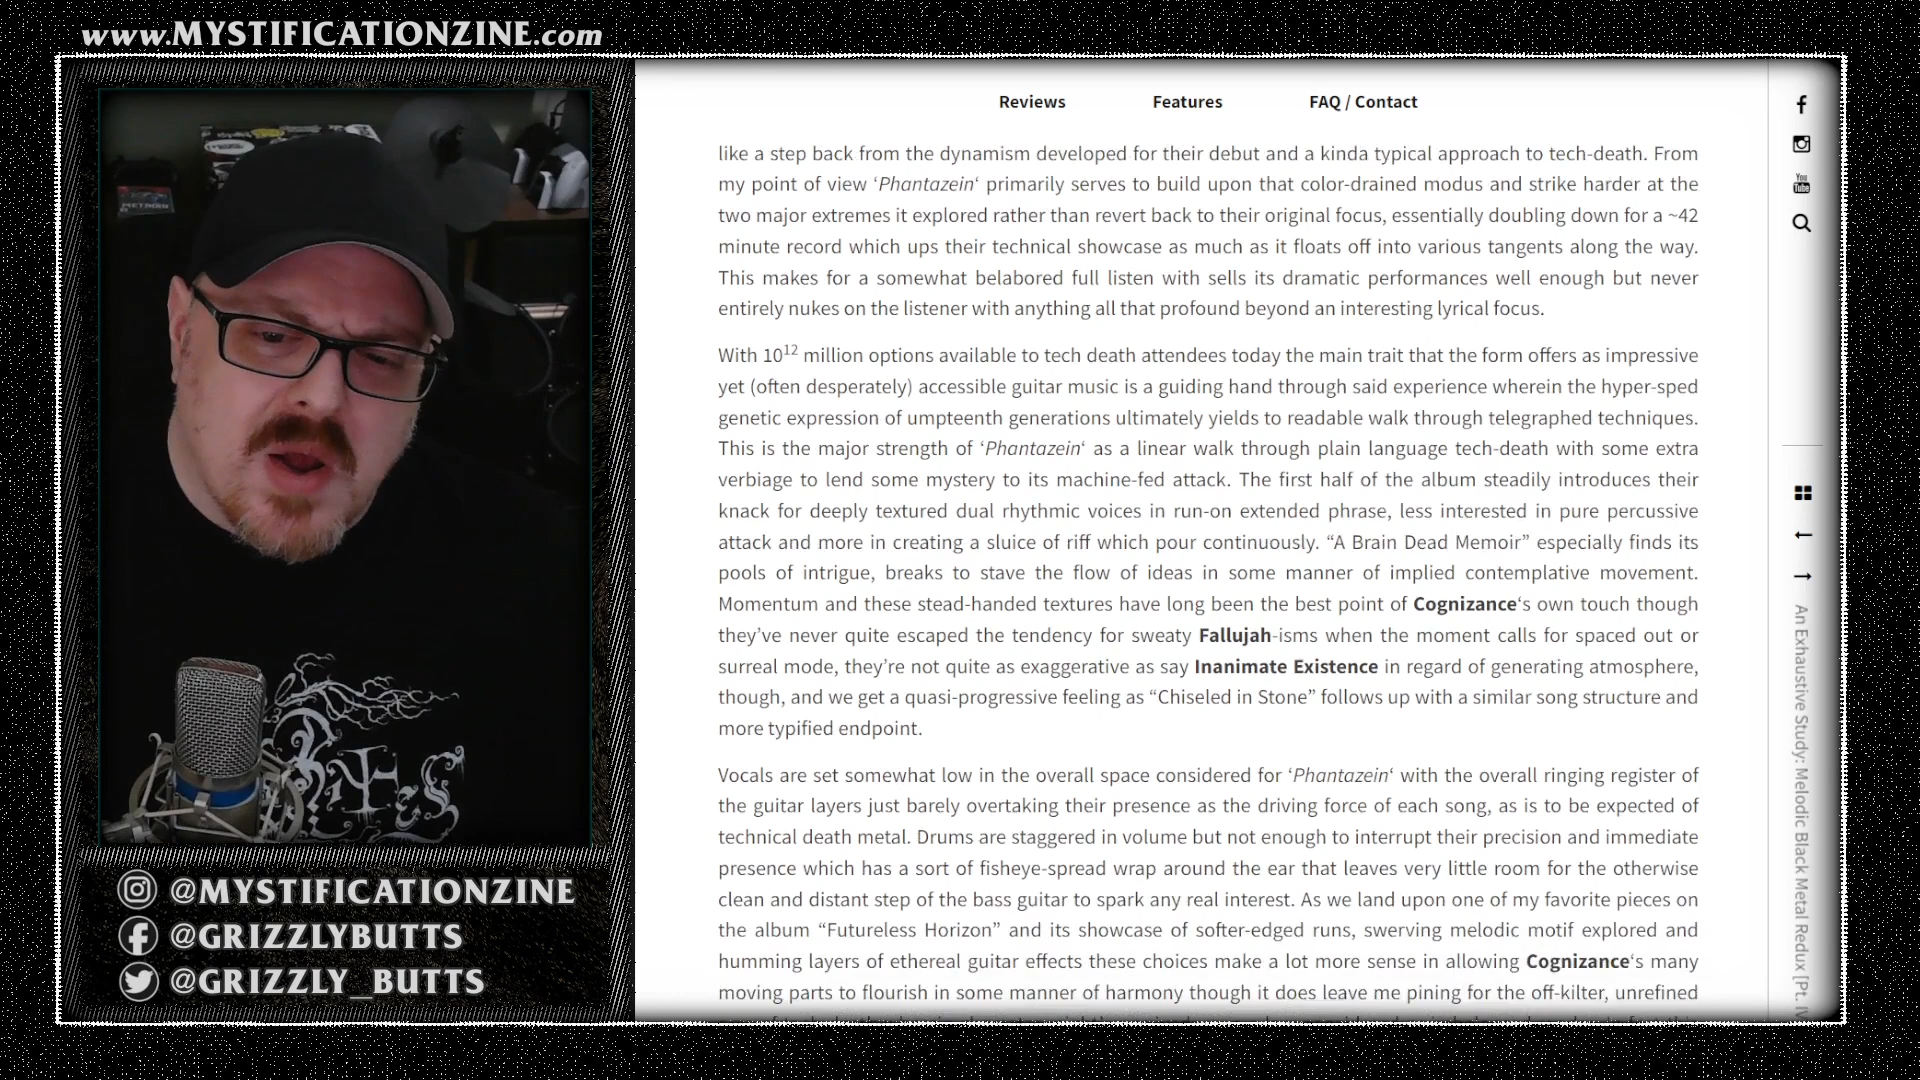 www.MYSTIFICATIONZINE.com
Reviews
Features
FAQ / Contact
like a step back from the dynamism developed for their debut and a kinda typical approach to tech-death. From
my point of view ‘Phantazein‘ primarily serves to build upon that color-drained modus and strike harder at the
two major extremes it explored rather than revert back to their original focus, essentially doubling down for a ~42
minute record which ups their technical showcase as much as it floats off into various tangents along the way.
This makes for a somewhat belabored full listen with sells its dramatic performances well enough but never
entirely nukes on the listener with anything all that profound beyond an interesting lyrical focus.
With 10¹² million options available to tech death attendees today the main trait that the form offers as impressive
yet (often desperately) accessible guitar music is a guiding hand through said experience wherein the hyper-sped
genetic expression of umpteenth generations ultimately yields to readable walk through telegraphed techniques.
This is the major strength of ‘Phantazein‘ as a linear walk through plain language tech-death with some extra
verbiage to lend some mystery to its machine-fed attack. The first half of the album steadily introduces their
knack for deeply textured dual rhythmic voices in run-on extended phrase, less interested in pure percussive
attack and more in creating a sluice of riff which pour continuously. “A Brain Dead Memoir” especially finds its
pools of intrigue, breaks to stave the flow of ideas in some manner of implied contemplative movement.
Momentum and these stead-handed textures have long been the best point of Cognizance‘s own touch though
they’ve never quite escaped the tendency for sweaty Fallujah-isms when the moment calls for spaced out or
surreal mode, they’re not quite as exaggerative as say Inanimate Existence in regard of generating atmosphere,
though, and we get a quasi-progressive feeling as “Chiseled in Stone” follows up with a similar song structure and
more typified endpoint.
Vocals are set somewhat low in the overall space considered for ‘Phantazein‘ with the overall ringing register of
the guitar layers just barely overtaking their presence as the driving force of each song, as is to be expected of
technical death metal. Drums are staggered in volume but not enough to interrupt their precision and immediate
presence which has a sort of fisheye-spread wrap around the ear that leaves very little room for the otherwise
clean and distant step of the bass guitar to spark any real interest. As we land upon one of my favorite pieces on
the album “Futureless Horizon” and its showcase of softer-edged runs, swerving melodic motif explored and
humming layers of ethereal guitar effects these choices make a lot more sense in allowing Cognizance‘s many
moving parts to flourish in some manner of harmony though it does leave me pining for the off-kilter, unrefined
You
Tube
An Exhaustive Study: Melodic Black Metal Redux [Pt. IV
METROID
@MYSTIFICATIONZINE
@GRIZZLYBUTTS
@GRIZZLY_BUTTS